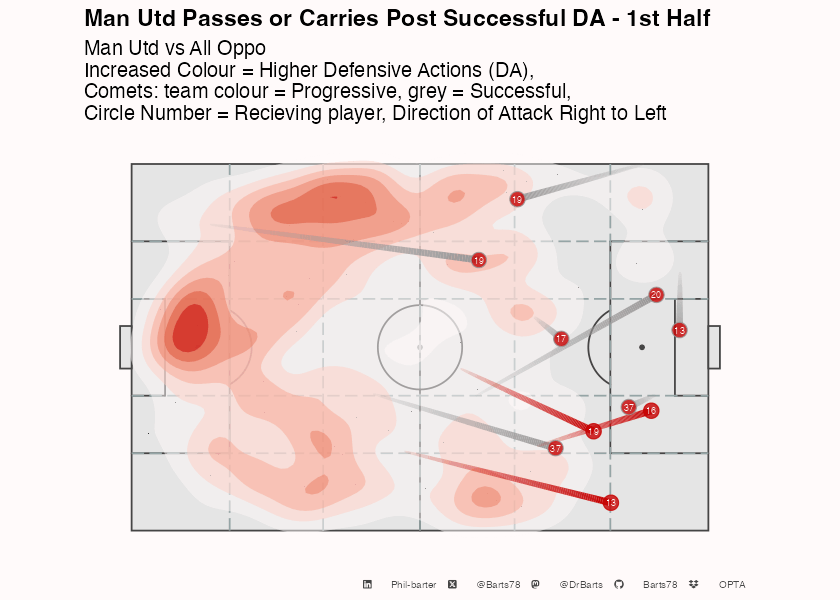 Man Utd Passes or Carries Post Successful DA - 1st Half
Man Utd vs All Oppo
Increased Colour = Higher Defensive Actions (DA),
Comets: team colour = Progressive, grey = Successful,
Circle Number = Recieving player, Direction of Attack Right to Left
19
19
20
13
17
37
16
19
37
13
Phil-barter @Barts78 @DrBarts Barts78 OPTA